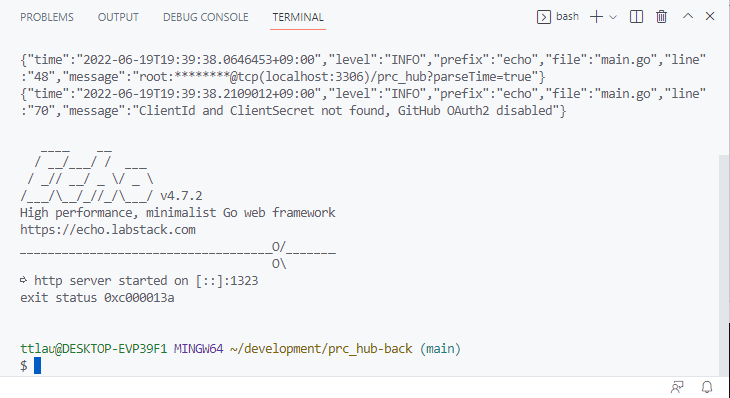 PROBLEMS OUTPUT DEBUG CONSOLE TERMINAL bash
{"time":"2022-06-19T19:39:38.0646453+09:00","level":"INFO","prefix":"echo","file":"main.go","line
":"48","message":"root:********@tcp(localhost:3306)/prc_hub?parseTime=true"}
{"time":"2022-06-19T19:39:38.2109012+09:00","level":"INFO","prefix":"echo","file":"main.go","line
":"70","message":"ClientId and ClientSecret not found, GitHub OAuth2 disabled"}
   ____    __
  / __/___/ /  ___
 / _// __/ _ \/ _ \
/___/\__/_//_/\___/ v4.7.2
High performance, minimalist Go web framework
https://echo.labstack.com
____________________________________O/_______
                                    O\
⇨ http server started on [::]:1323
exit status 0xc000013a
ttlau@DESKTOP-EVP39F1 MINGW64 ~/development/prc_hub-back (main)
$